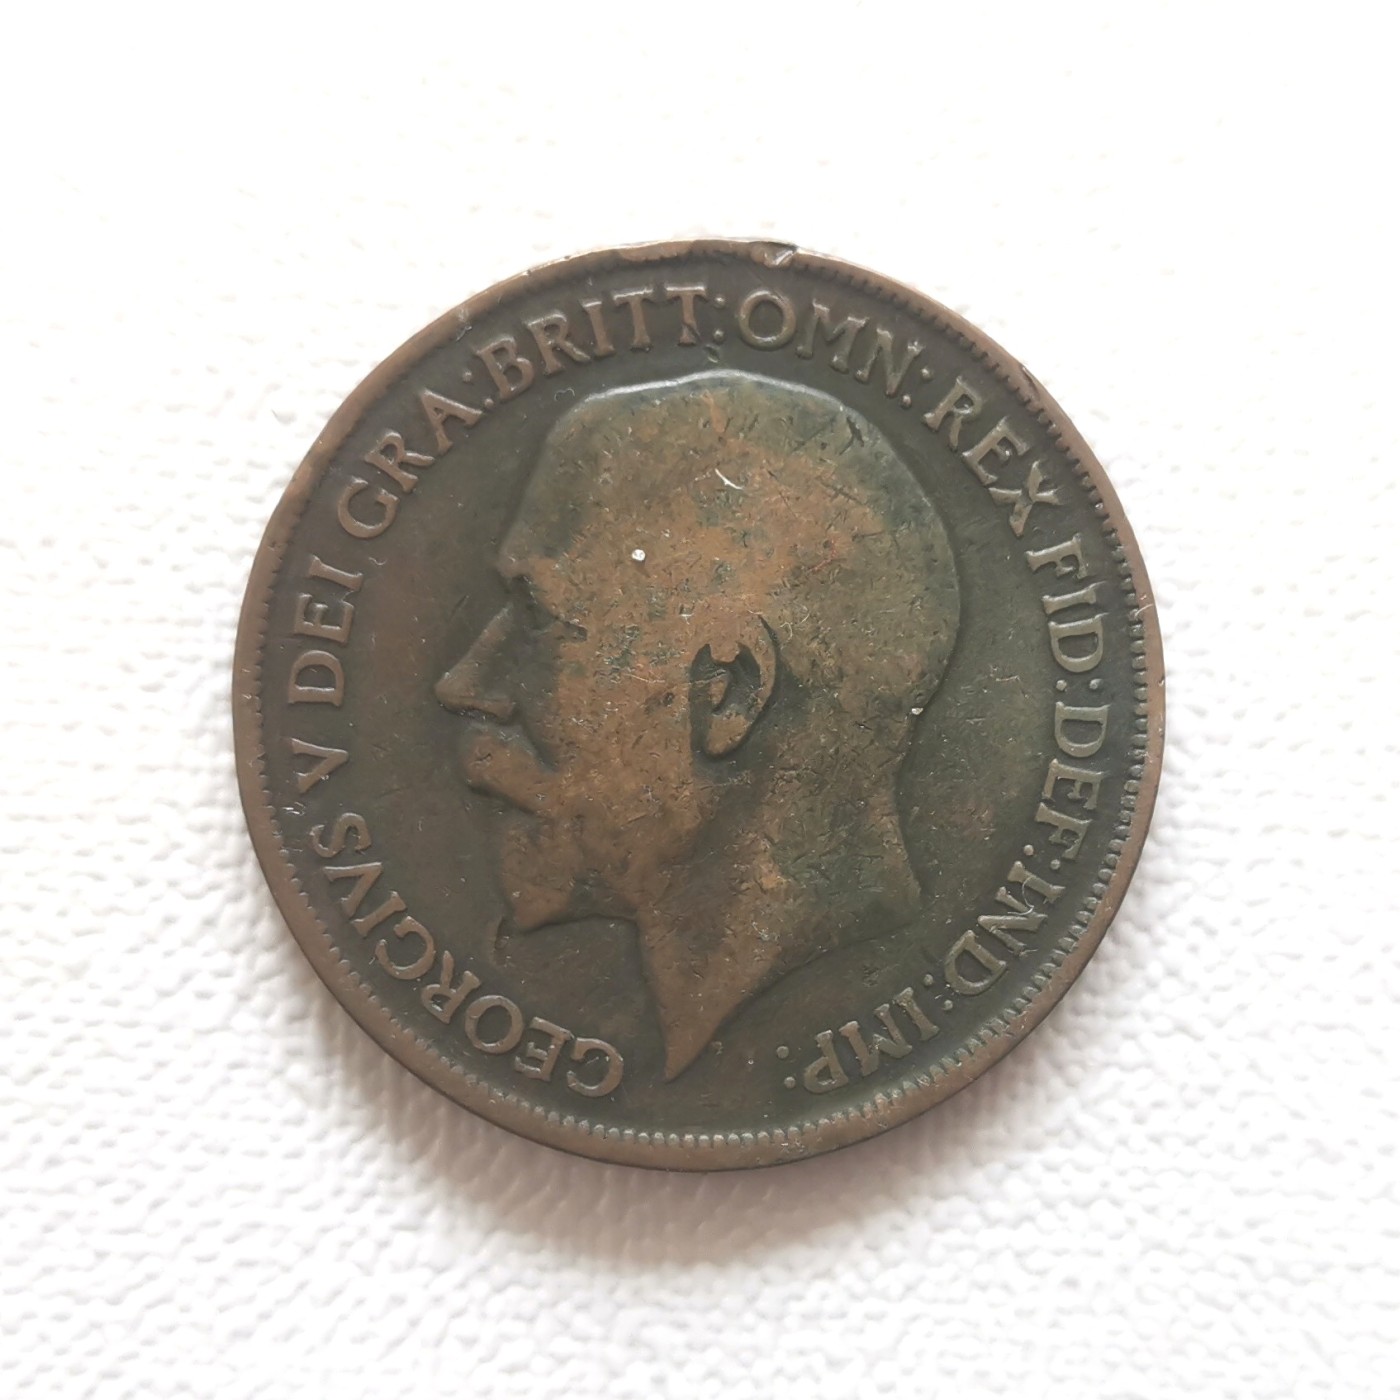 GEORGIVS V DEI GRA: BRITT: OMN: REX FID: DEF: IND: IMP: